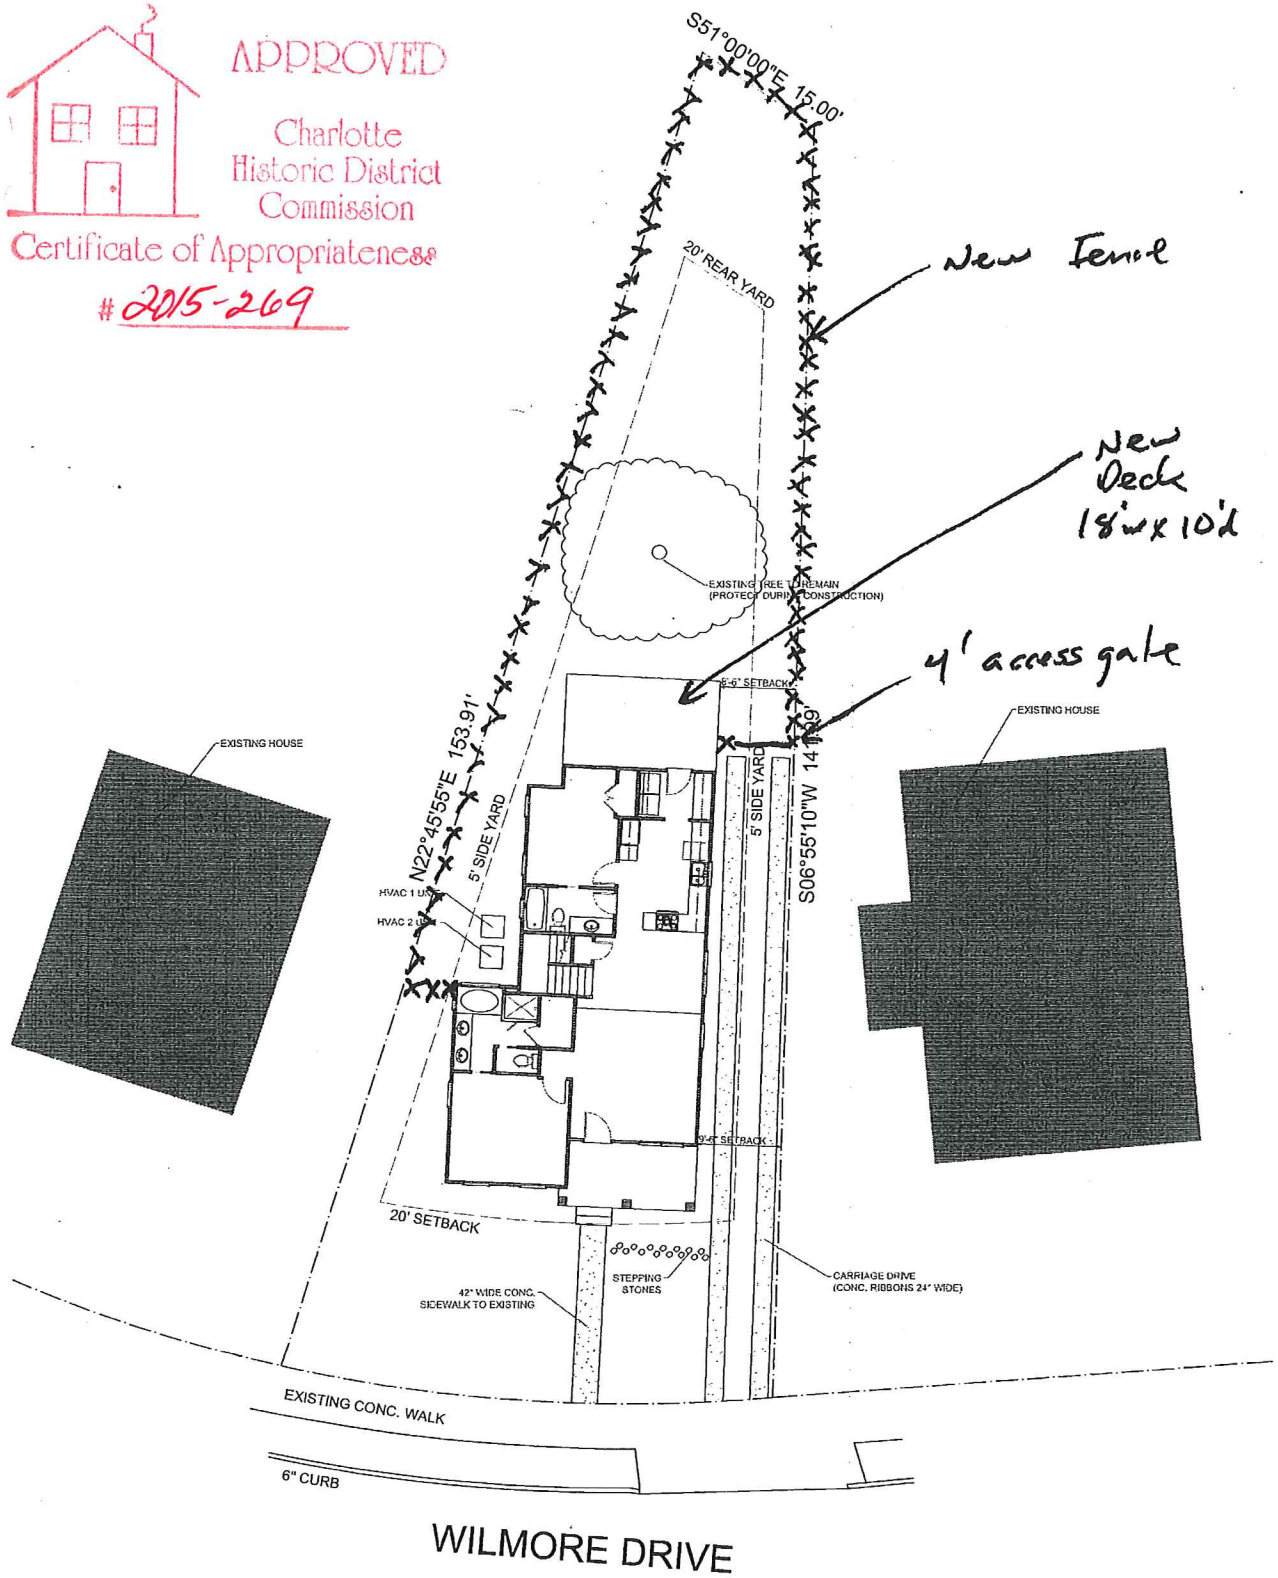 APPROVED
Charlotte
Historic District
Commission
Certificate of Appropriateness
# 2015-269
S51°00'00"E 15.00'
20' REAR YARD
New Fence
New
Deck
18'w x 10'd
EXISTING TREE TO REMAIN
(PROTECT DURING CONSTRUCTION)
4' access gate
8'-6" SETBACK
EXISTING HOUSE
EXISTING HOUSE
N22°45'55"E 153.91'
5' SIDE YARD
5' SIDE YARD
S06°55'10"W
HVAC 1 UNIT
HVAC 2 UNIT
9'-6" SETBACK
20' SETBACK
STEPPING
STONES
42" WIDE CONC.
SIDEWALK TO EXISTING
CARRIAGE DRIVE
(CONC. RIBBONS 24" WIDE)
EXISTING CONC. WALK
6" CURB
WILMORE DRIVE